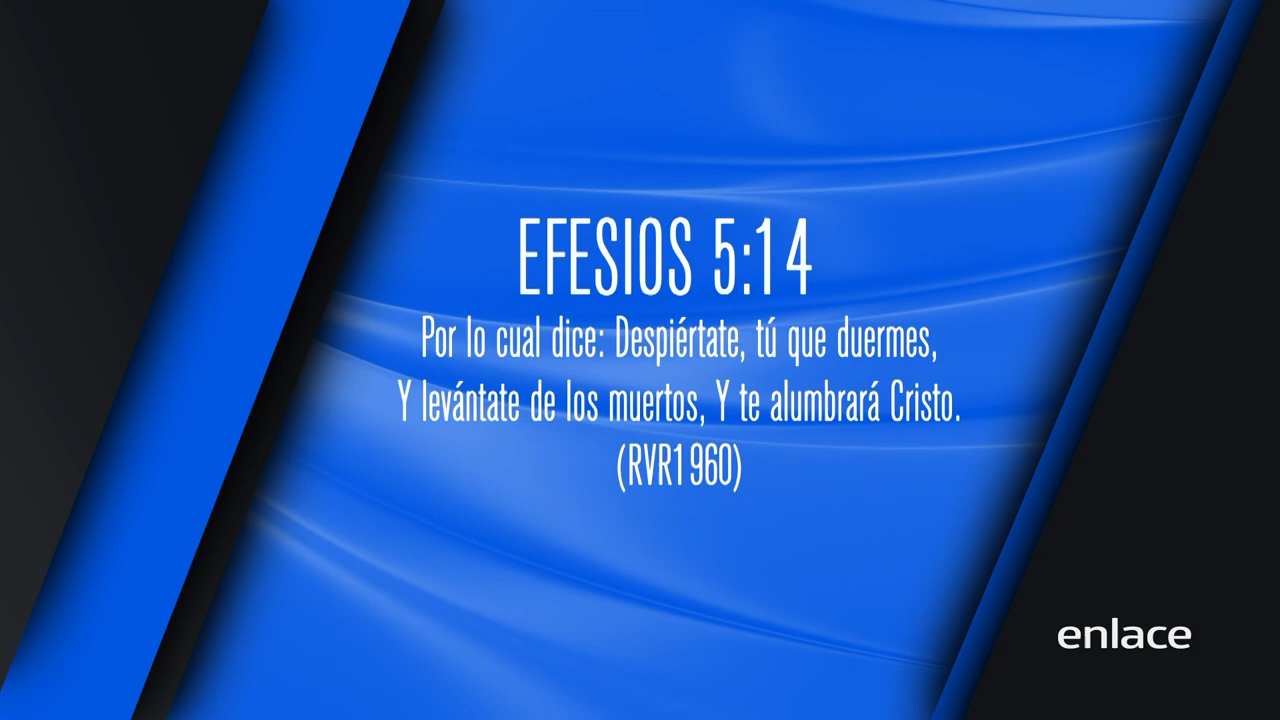 EFESIOS 5:14
Por lo cual dice: Despiértate, tú que duermes,
Y levántate de los muertos, Y te alumbrará Cristo.
(RVR1960)
enlace